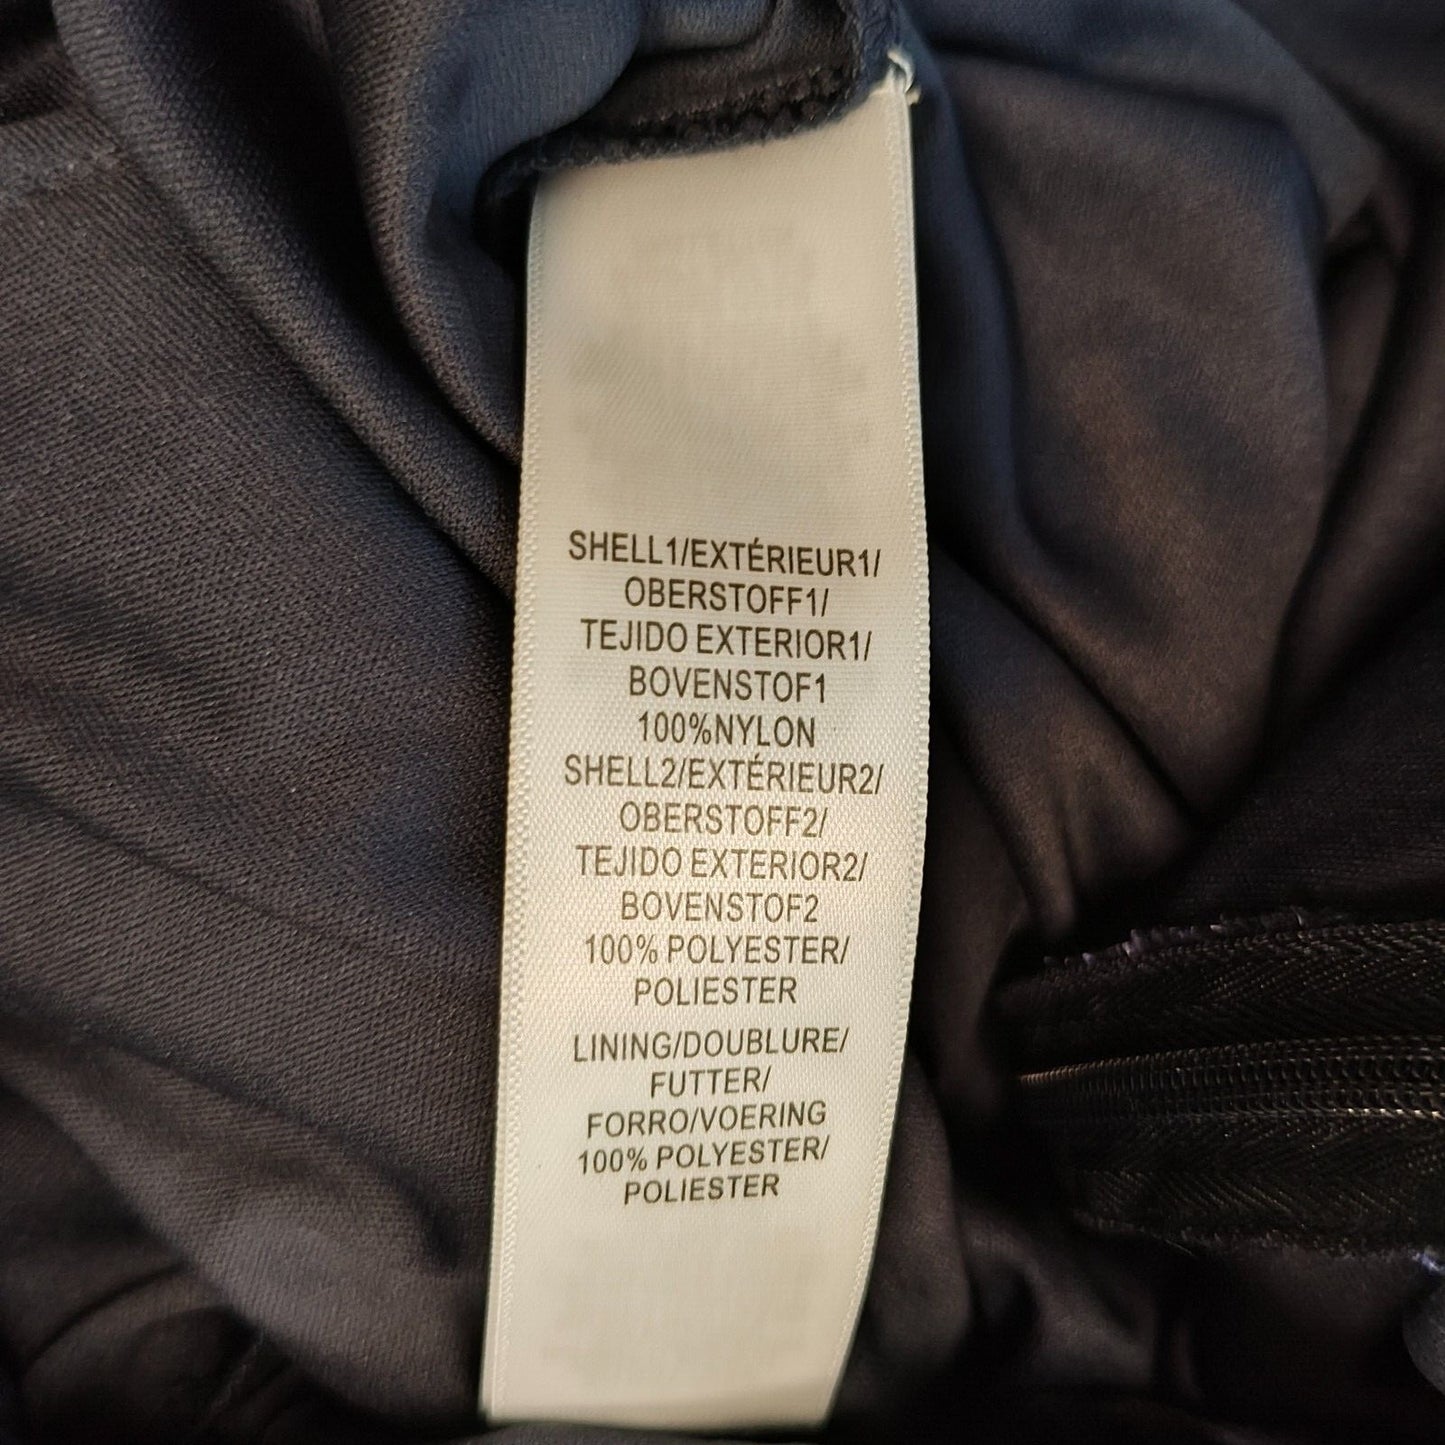 SHELL1/EXTÉRIEUR1/
OBERSTOFF1/
TEJIDO EXTERIOR1/
BOVENSTOF1
100%NYLON
SHELL2/EXTÉRIEUR2/
OBERSTOFF2/
TEJIDO EXTERIOR2/
BOVENSTOF2
100% POLYESTER/
POLIESTER
LINING/DOUBLURE/
FUTTER/
FORRO/VOERING
100% POLYESTER/
POLIESTER